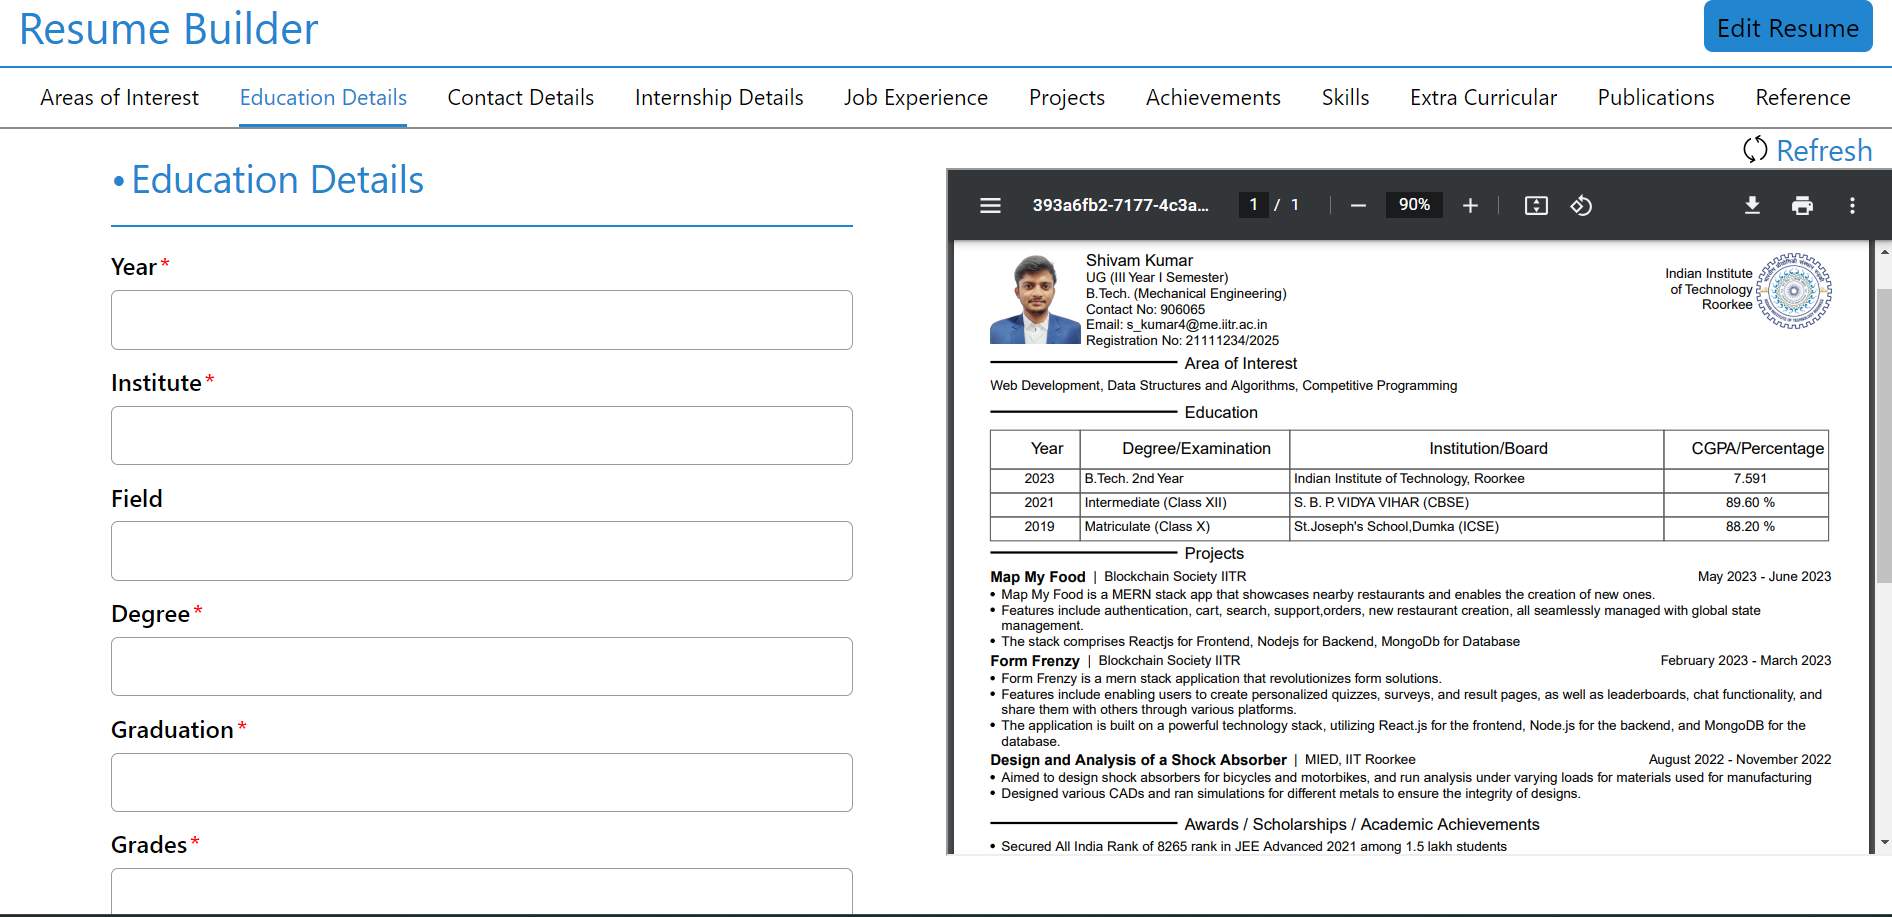 Resume Builder
Edit Resume
Areas of Interest Education Details Contact Details Internship Details Job Experience Projects Achievements Skills Extra Curricular Publications Reference
Refresh
• Education Details
Year*
Institute*
Field
Degree*
Graduation*
Grades*
393a6fb2-7177-4c3a... 1 / 1 90%
Shivam Kumar
UG (III Year I Semester)
B.Tech. (Mechanical Engineering)
Contact No: 906065
Email: s_kumar4@me.iitr.ac.in
Registration No: 21111234/2025
Indian Institute
of Technology
Roorkee
Area of Interest
Web Development, Data Structures and Algorithms, Competitive Programming
Education
Year Degree/Examination Institution/Board CGPA/Percentage
2023 B.Tech. 2nd Year Indian Institute of Technology, Roorkee 7.591
2021 Intermediate (Class XII) S. B. P. VIDYA VIHAR (CBSE) 89.60 %
2019 Matriculate (Class X) St.Joseph's School,Dumka (ICSE) 88.20 %
Projects
Map My Food | Blockchain Society IITR May 2023 - June 2023
• Map My Food is a MERN stack app that showcases nearby restaurants and enables the creation of new ones.
• Features include authentication, cart, search, support,orders, new restaurant creation, all seamlessly managed with global state
management.
• The stack comprises Reactjs for Frontend, Nodejs for Backend, MongoDb for Database
Form Frenzy | Blockchain Society IITR February 2023 - March 2023
• Form Frenzy is a mern stack application that revolutionizes form solutions.
• Features include enabling users to create personalized quizzes, surveys, and result pages, as well as leaderboards, chat functionality, and
share them with others through various platforms.
• The application is built on a powerful technology stack, utilizing React.js for the frontend, Node.js for the backend, and MongoDB for the
database.
Design and Analysis of a Shock Absorber | MIED, IIT Roorkee August 2022 - November 2022
• Aimed to design shock absorbers for bicycles and motorbikes, and run analysis under varying loads for materials used for manufacturing
• Designed various CADs and ran simulations for different metals to ensure the integrity of designs.
Awards / Scholarships / Academic Achievements
• Secured All India Rank of 8265 rank in JEE Advanced 2021 among 1.5 lakh students